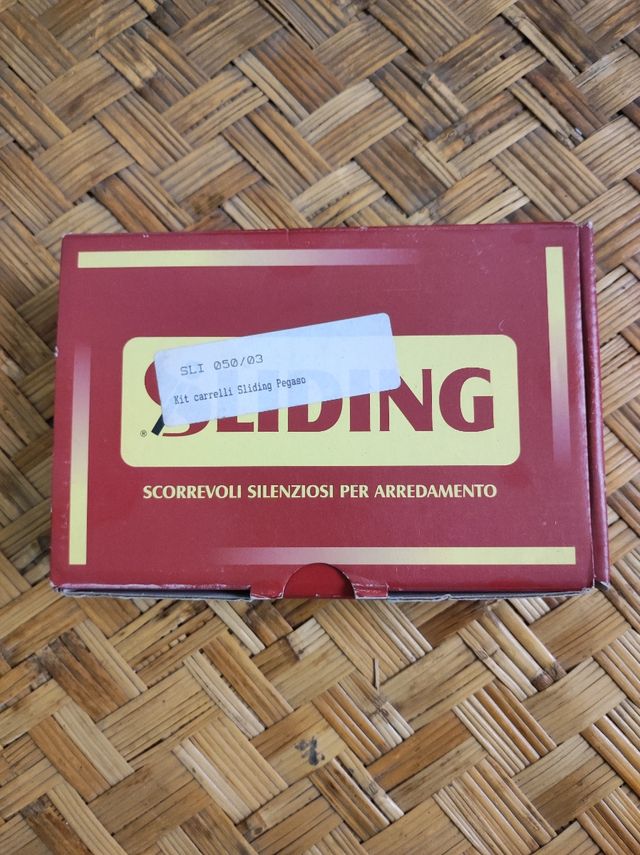 SLI 050/03
Kit carrelli Sliding Pegaso
SLIDING
®
SCORREVOLI SILENZIOSI PER ARREDAMENTO